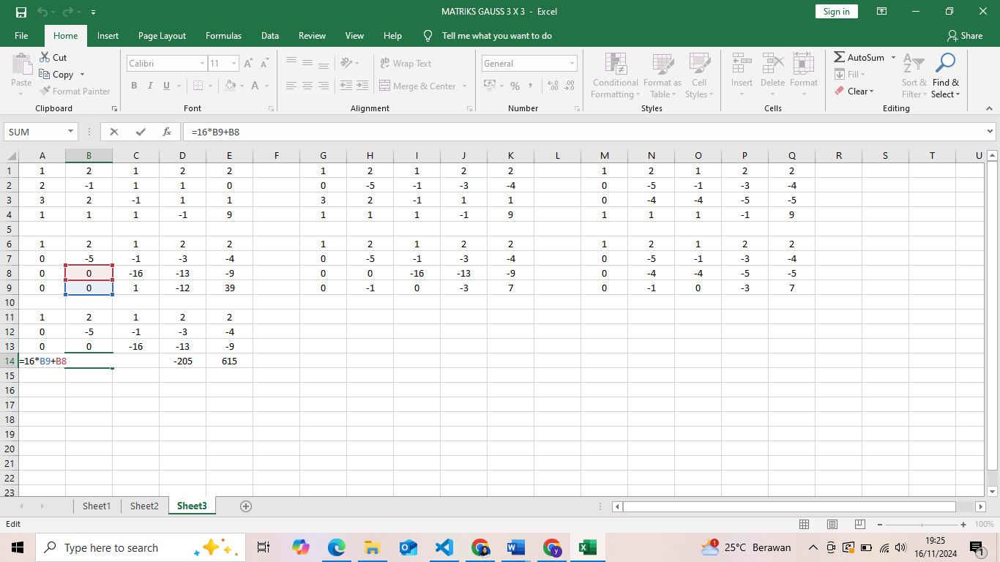 MATRIKS GAUSS 3 X 3 - Excel
Sign in
File Home Insert Page Layout Formulas Data Review View Help Tell me what you want to do Share
Paste
Cut
Copy
Format Painter
Clipboard
Calibri 11
B I U
Font
Wrap Text
Merge & Center
Alignment
General
% ,
Number
Conditional Formatting
Format as Table
Cell Styles
Styles
Insert
Delete
Format
Cells
AutoSum
Fill
Clear
Sort & Filter
Find & Select
Editing
SUM fx =16*B9+B8
A B C D E F G H I J K L M N O P Q R S T U
1 1 2 1 2 2 1 2 1 2 2 1 2 1 2 2
2 2 -1 1 1 0 0 -5 -1 -3 -4 0 -5 -1 -3 -4
3 3 2 -1 1 1 3 2 -1 1 1 0 -4 -4 -5 -5
4 1 1 1 -1 9 1 1 1 -1 9 1 1 1 -1 9
5
6 1 2 1 2 2 1 2 1 2 2 1 2 1 2 2
7 0 -5 -1 -3 -4 0 -5 -1 -3 -4 0 -5 -1 -3 -4
8 0 0 -16 -13 -9 0 0 -16 -13 -9 0 -4 -4 -5 -5
9 0 0 1 -12 39 0 -1 0 -3 7 0 -1 0 -3 7
10
11 1 2 1 2 2
12 0 -5 -1 -3 -4
13 0 0 -16 -13 -9
14 =16*B9+B8 -205 615
15
16
17
18
19
20
21
22
23
Sheet1 Sheet2 Sheet3
Edit
100%
Type here to search
1
25°C Berawan
19:25
16/11/2024
1